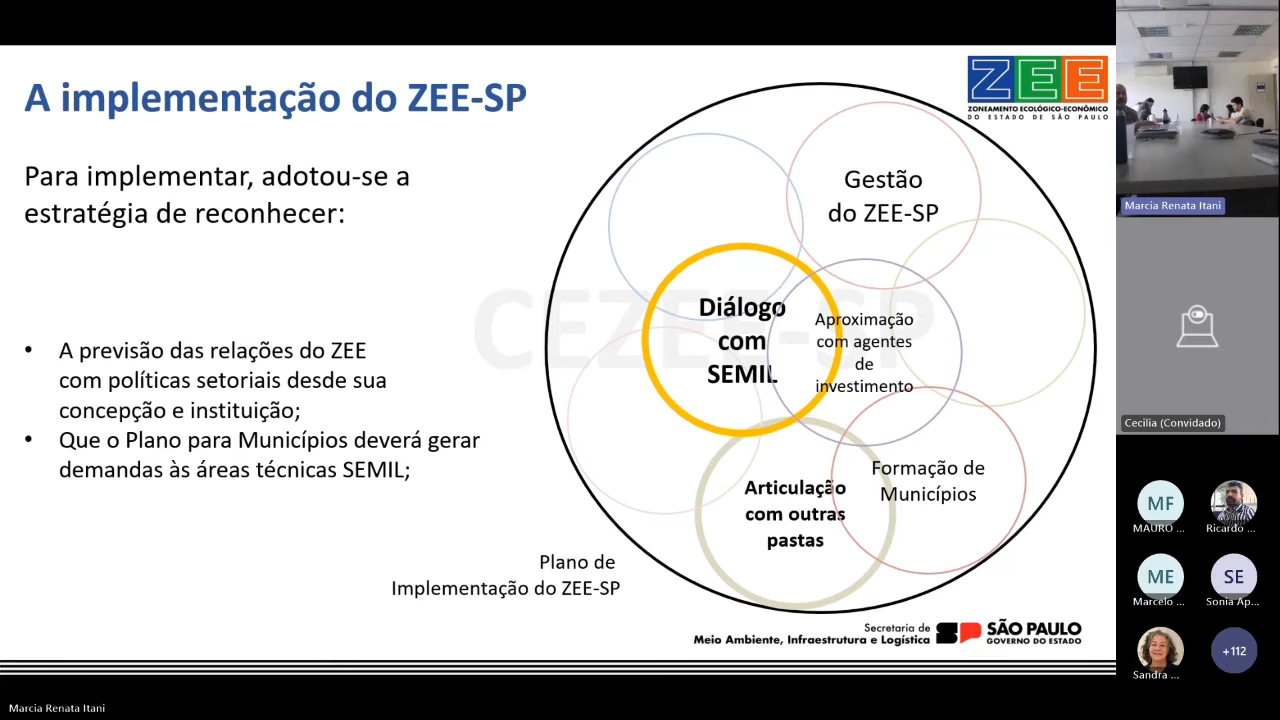 A implementação do ZEE-SP
ZEE
ZONEAMENTO ECOLÓGICO-ECONÔMICO
DO ESTADO DE SÃO PAULO
Para implementar, adotou-se a
estratégia de reconhecer:
• A previsão das relações do ZEE
com políticas setoriais desde sua
concepção e instituição;
• Que o Plano para Municípios deverá gerar
demandas às áreas técnicas SEMIL;
CEZEE-SP
Gestão
do ZEE-SP
Diálogo
com
SEMIL
Aproximação
com agentes
de
investimento
Formação de
Municípios
Articulação
com outras
pastas
Plano de
Implementação do ZEE-SP
Secretaria de
Meio Ambiente, Infraestrutura e Logística
SP
SÃO PAULO
GOVERNO DO ESTADO
Marcia Renata Itani
Cecilia (Convidado)
MF
MAURO ...
Ricardo ...
ME
Marcelo ...
SE
Sonia Ap...
Sandra ...
+112
Marcia Renata Itani